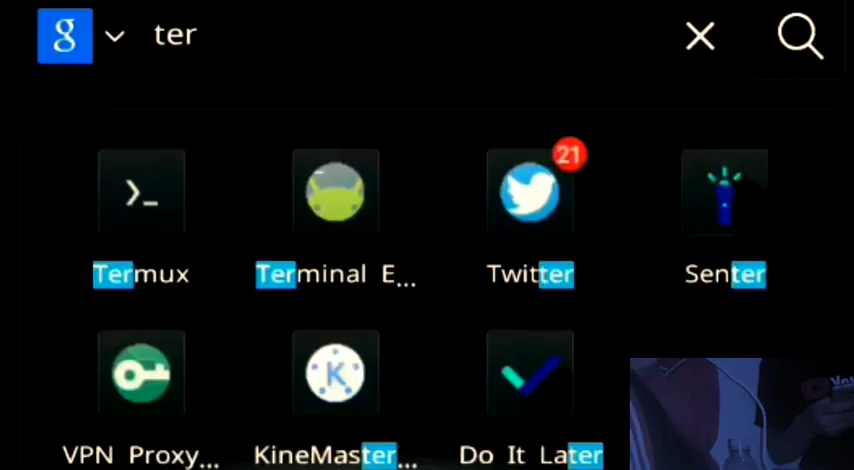 g ter
21
Termux Terminal E... Twitter Senter
VPN Proxy... KineMaster... Do It Later